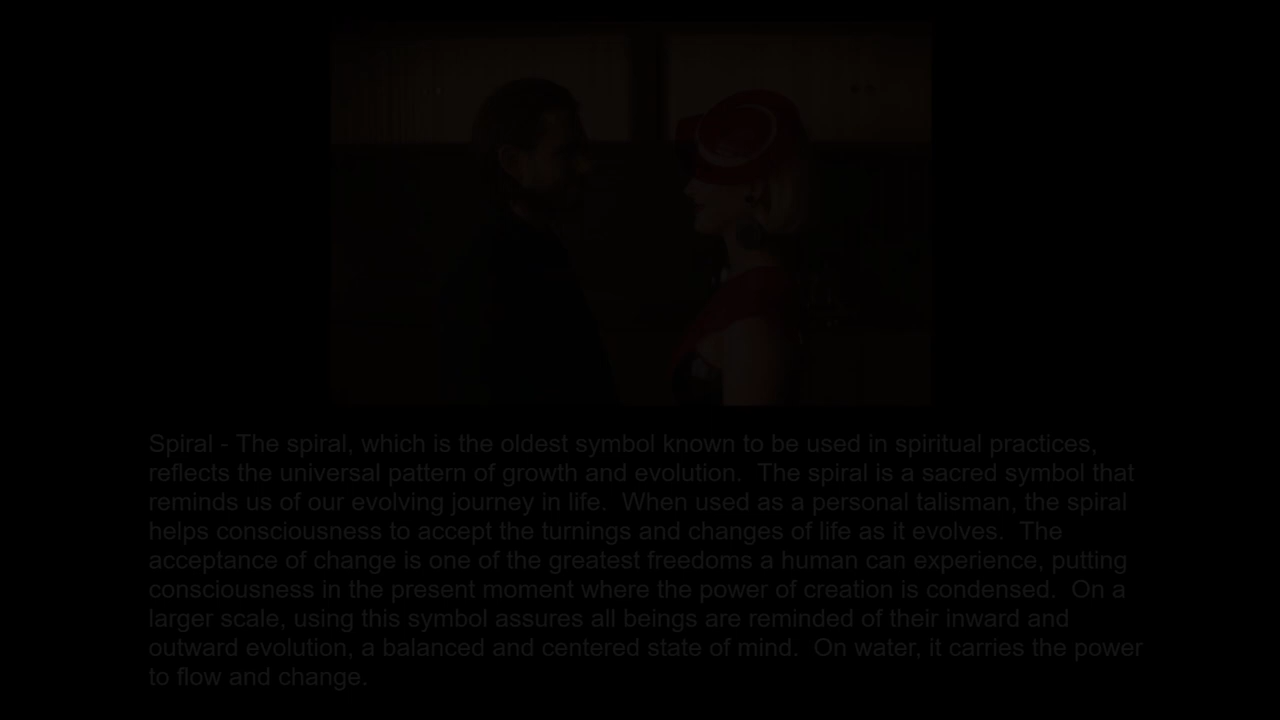 Spiral - The spiral, which is the oldest symbol known to be used in spiritual practices,
reflects the universal pattern of growth and evolution.  The spiral is a sacred symbol that
reminds us of our evolving journey in life.  When used as a personal talisman, the spiral
helps consciousness to accept the turnings and changes of life as it evolves.  The
acceptance of change is one of the greatest freedoms a human can experience, putting
consciousness in the present moment where the power of creation is condensed.  On a
larger scale, using this symbol assures all beings are reminded of their inward and
outward evolution, a balanced and centered state of mind.  On water, it carries the power
to flow and change.